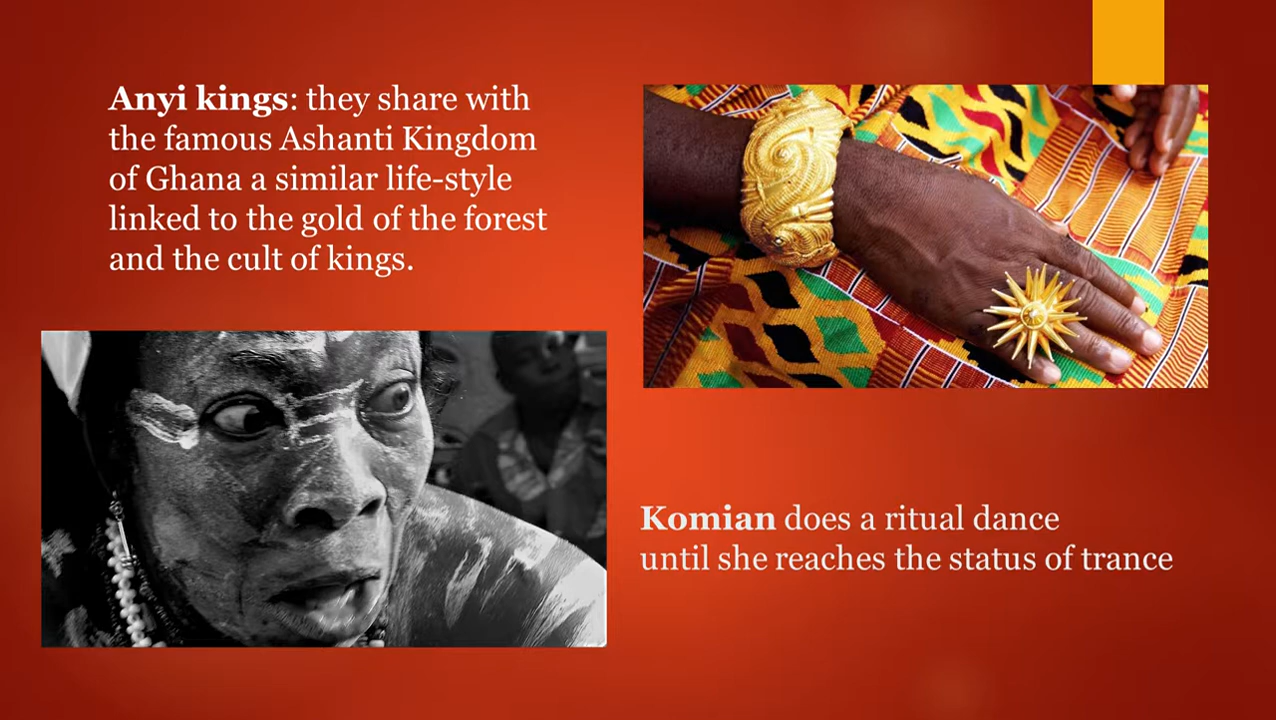 Anyi kings: they share with
the famous Ashanti Kingdom
of Ghana a similar life-style
linked to the gold of the forest
and the cult of kings.
Komian does a ritual dance
until she reaches the status of trance